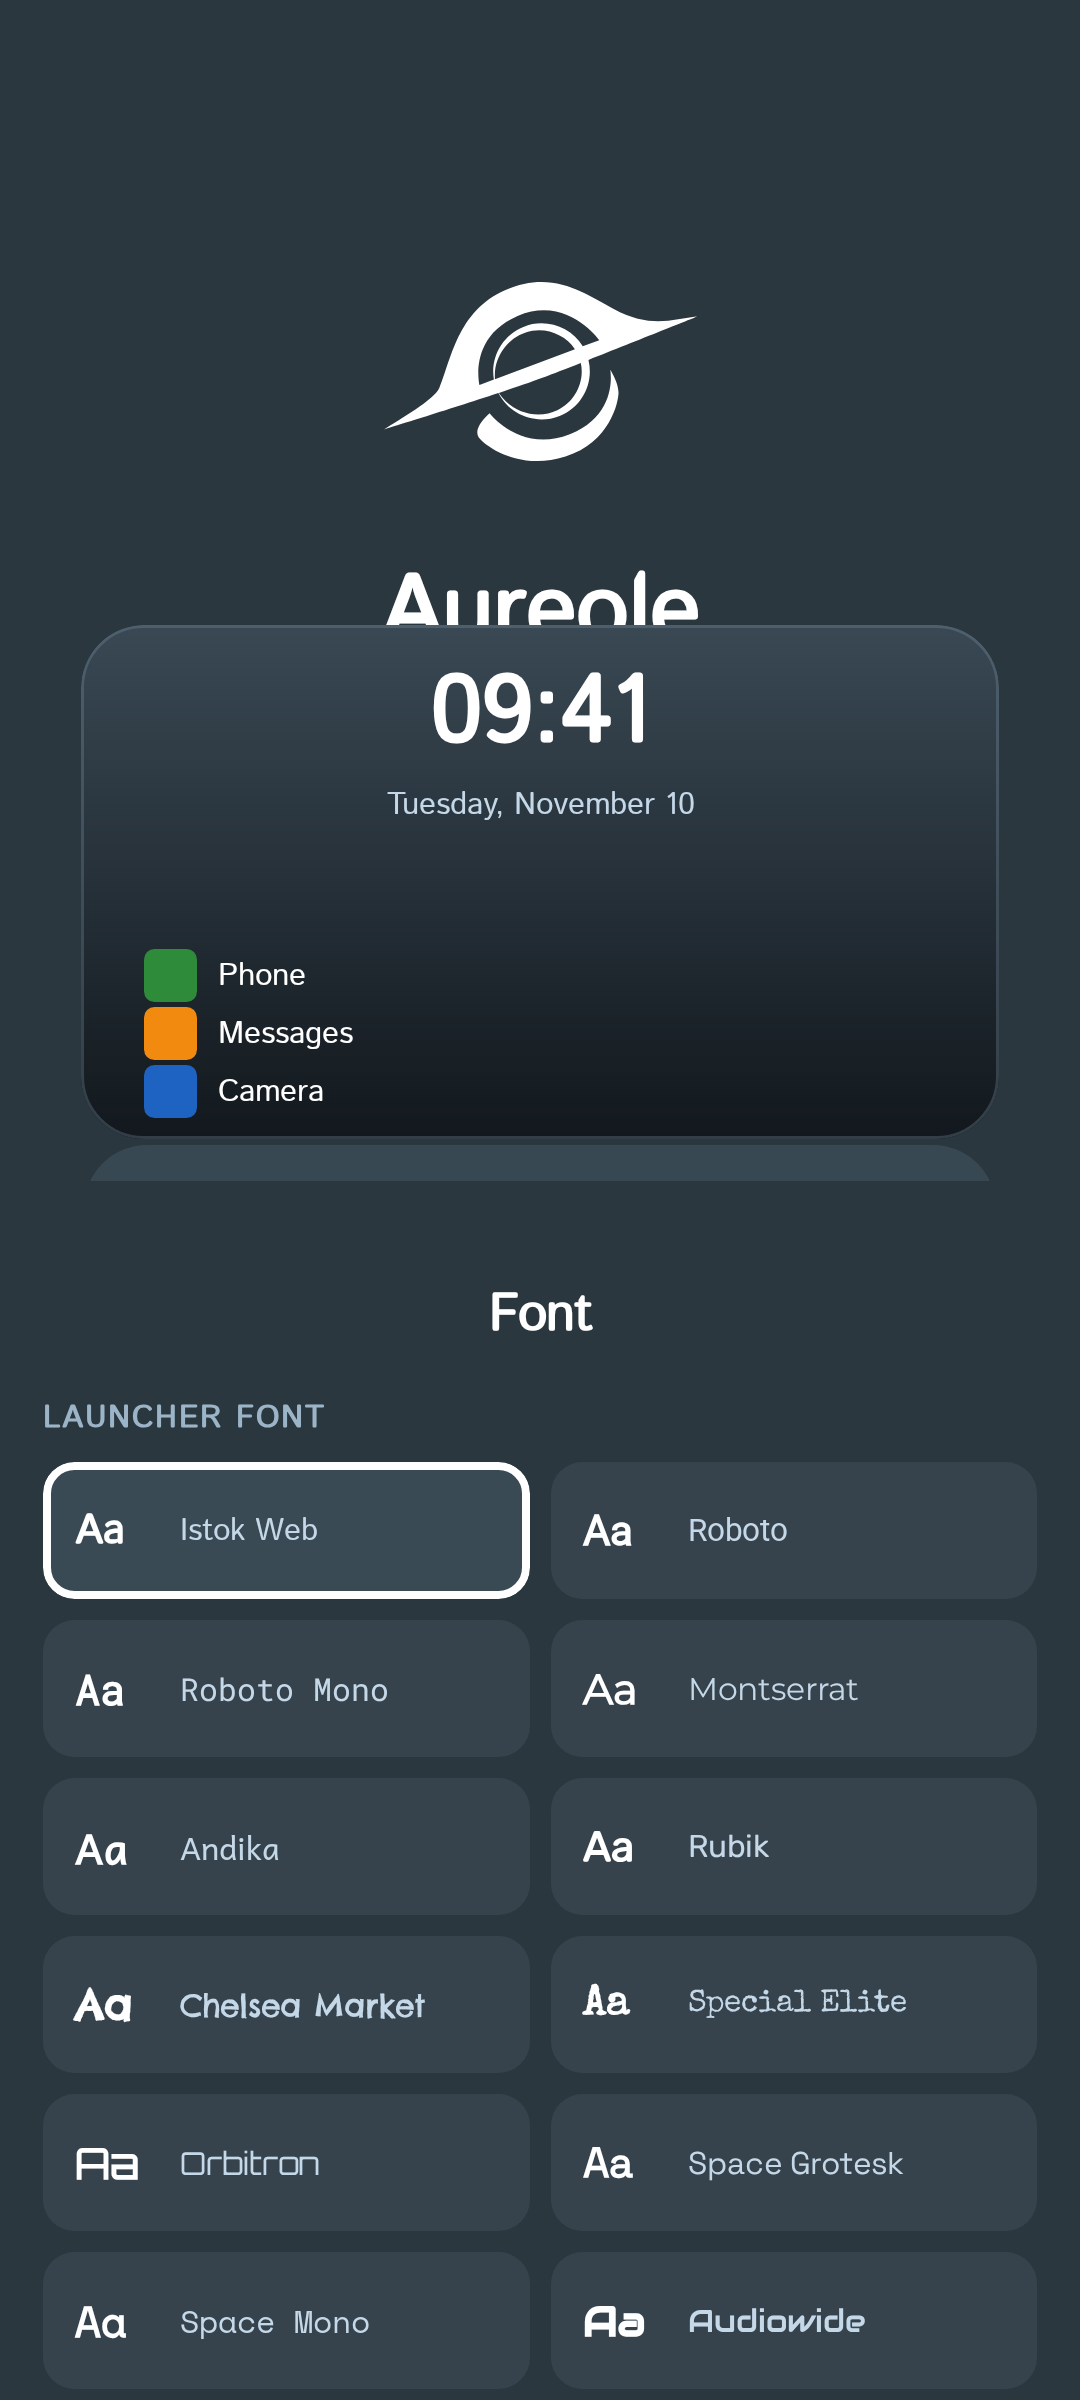 Aureole
09:41
Tuesday, November 10
Phone
Messages
Camera
Font
LAUNCHER FONT
Aa Istok Web
Aa Roboto
Aa Roboto Mono
Aa Montserrat
Aa Andika
Aa Rubik
Aa Chelsea Market
Aa Special Elite
Aa Orbitron
Aa Space Grotesk
Aa Space Mono
Aa Audiowide